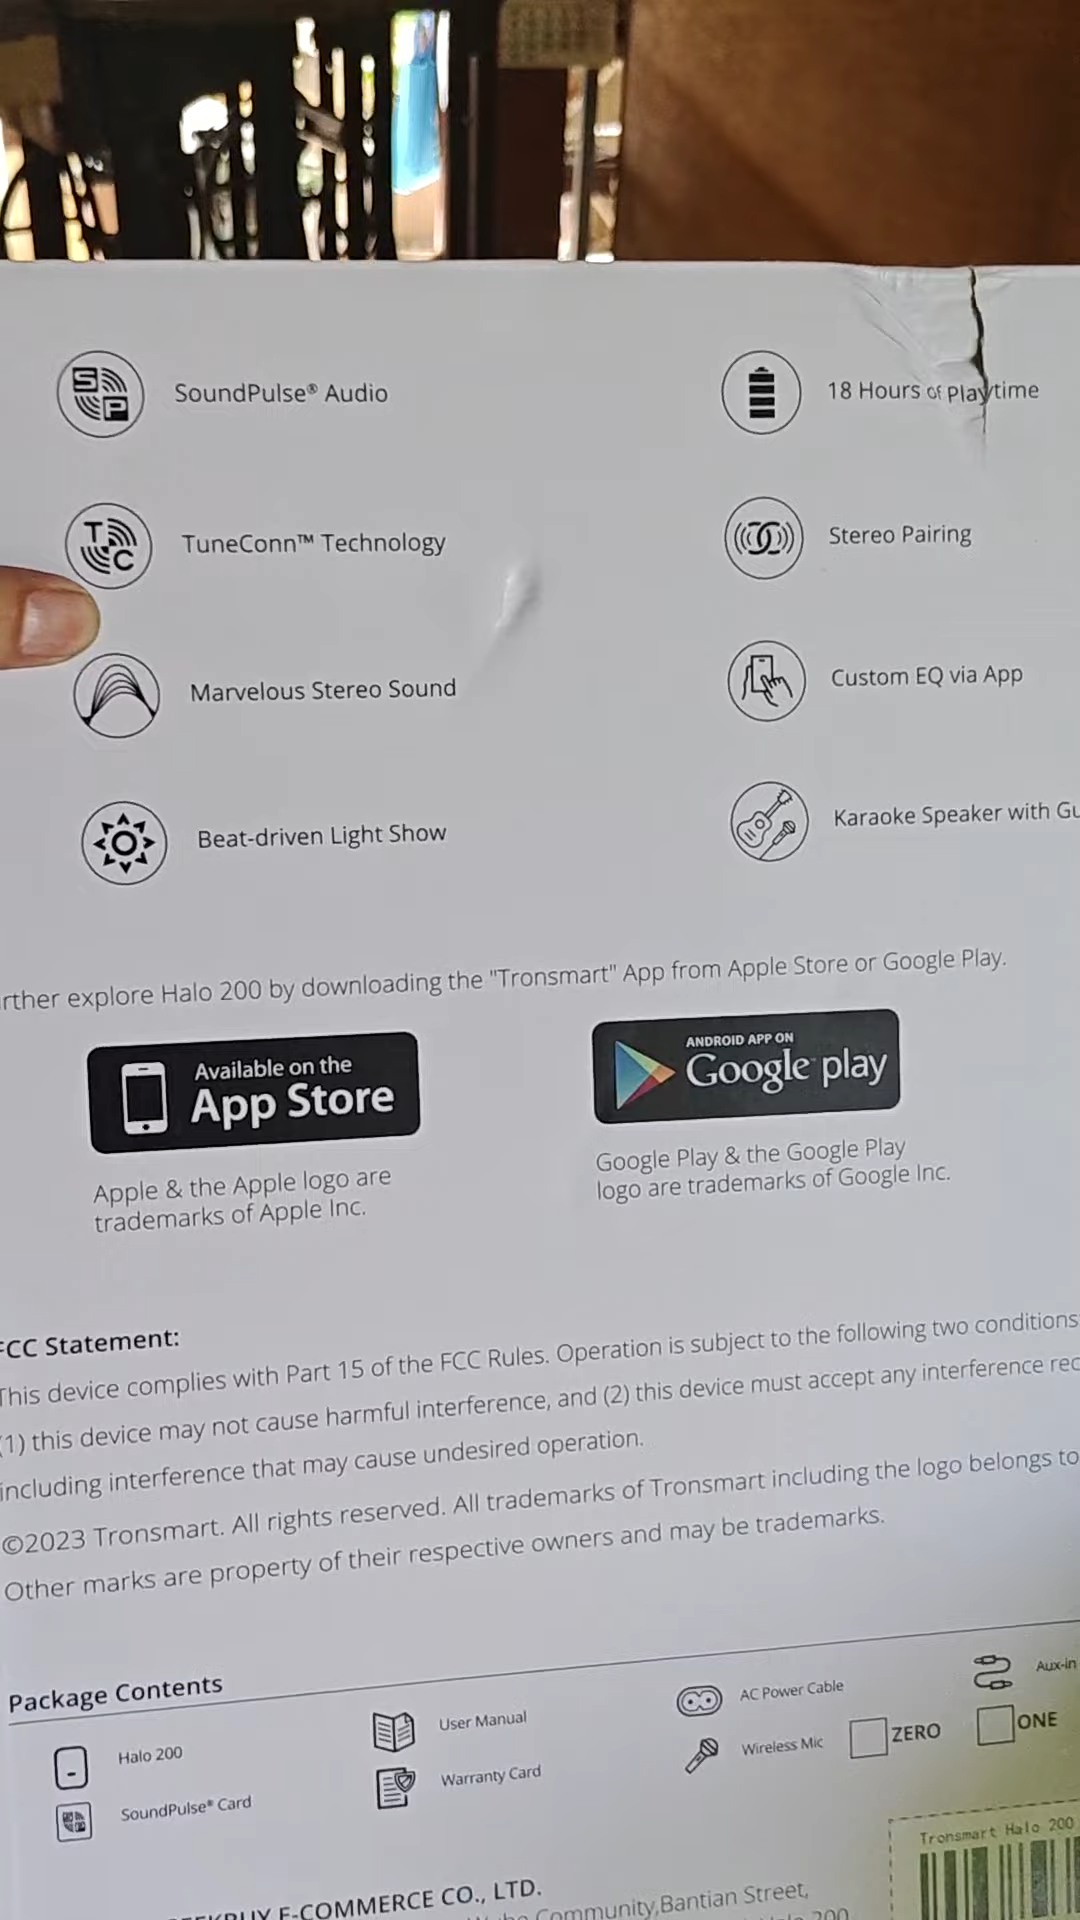 SoundPulse® Audio
18 Hours of Playtime
TuneConn™ Technology
Stereo Pairing
Marvelous Stereo Sound
Custom EQ via App
Beat-driven Light Show
Karaoke Speaker with
explore Halo 200 by downloading the "Tronsmart" App from Apple Store or Google Play.
Available on the
App Store
ANDROID APP ON
Google play
Apple & the Apple logo are
trademarks of Apple Inc.
Google Play & the Google Play
logo are trademarks of Google Inc.
FCC Statement:
This device complies with Part 15 of the FCC Rules. Operation is subject to the following two conditions
(1) this device may not cause harmful interference, and (2) this device must accept any interference
including interference that may cause undesired operation.
©2023 Tronsmart. All rights reserved. All trademarks of Tronsmart including the logo belongs to
Other marks are property of their respective owners and may be trademarks.
Package Contents
Halo 200
User Manual
AC Power Cable
Aux-in
SoundPulse® Card
Warranty Card
Wireless Mic
ZERO
ONE
Tronsmart Halo 200
E-COMMERCE CO., LTD.
Community,Bantian Street,
200